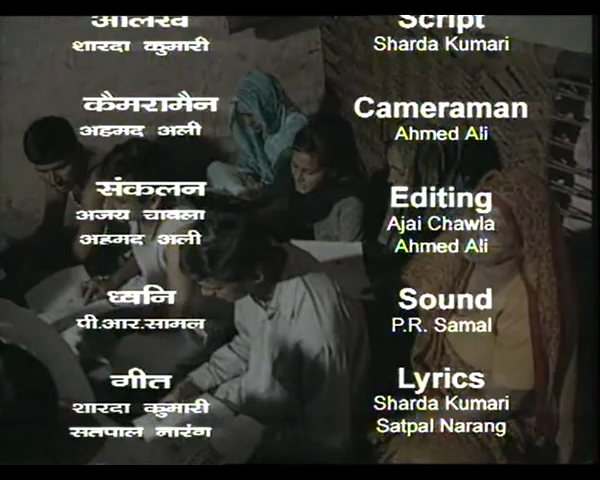 आलेख
Script
शारदा कुमारी
Sharda Kumari
कैमरामैन
Cameraman
अहमद अली
Ahmed Ali
संकलन
Editing
अजय चावला
Ajai Chawla
अहमद अली
Ahmed Ali
ध्वनि
Sound
पी.आर.सामल
P.R. Samal
गीत
Lyrics
शारदा कुमारी
Sharda Kumari
सतपाल नारंग
Satpal Narang